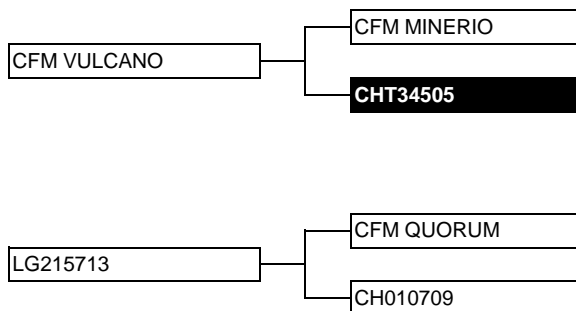 CFM MINERIO
CFM VULCANO
CHT34505
CFM QUORUM
LG215713
CH010709